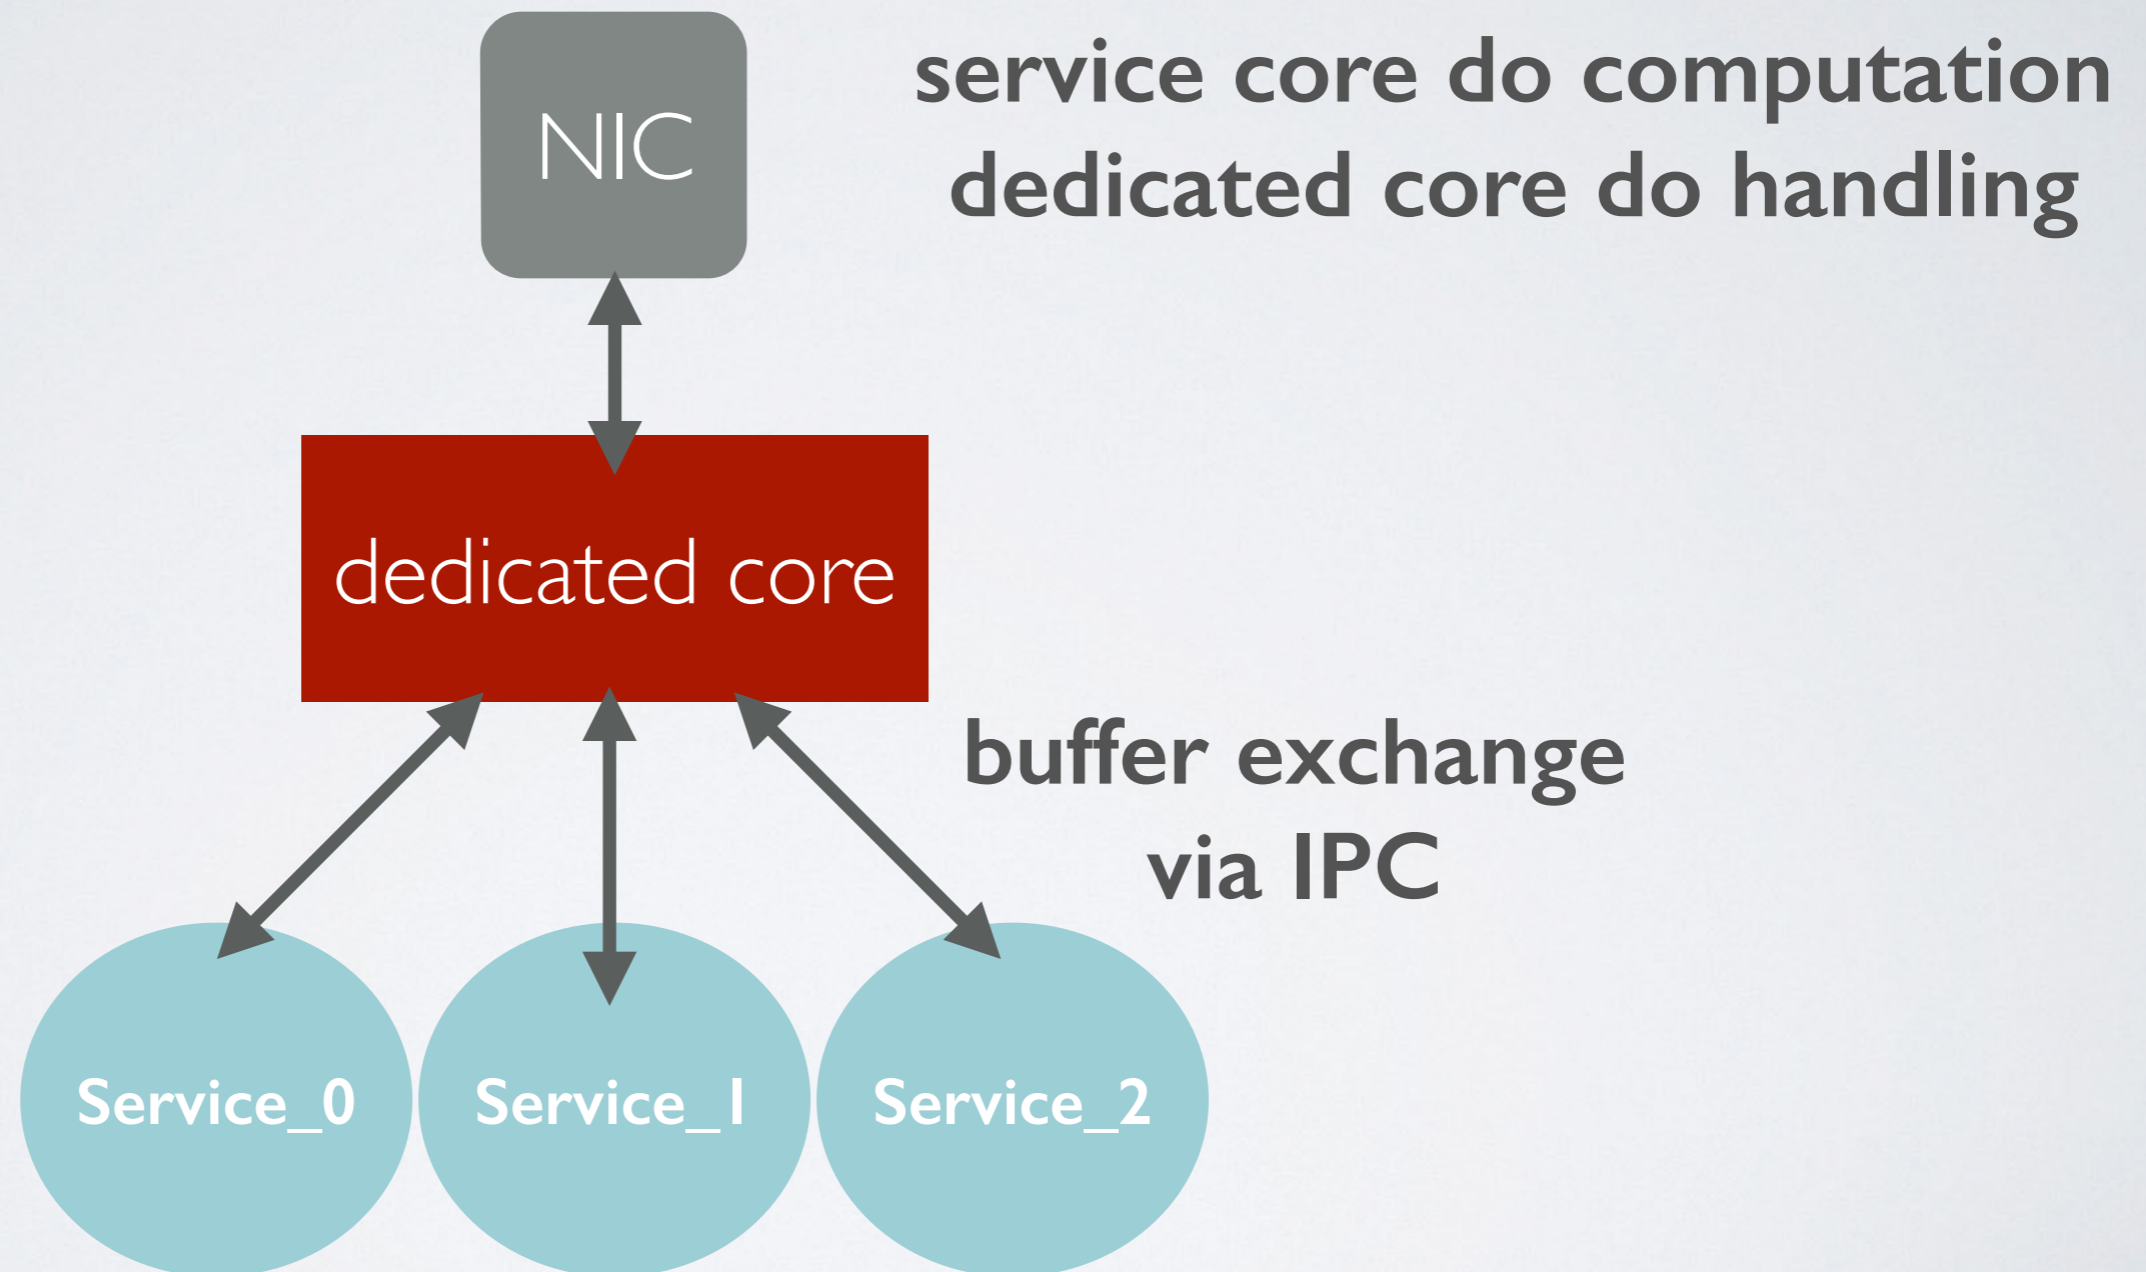 NIC
service core do computation
dedicated core do handling
dedicated core
buffer exchange
via IPC
Service_0
Service_1
Service_2